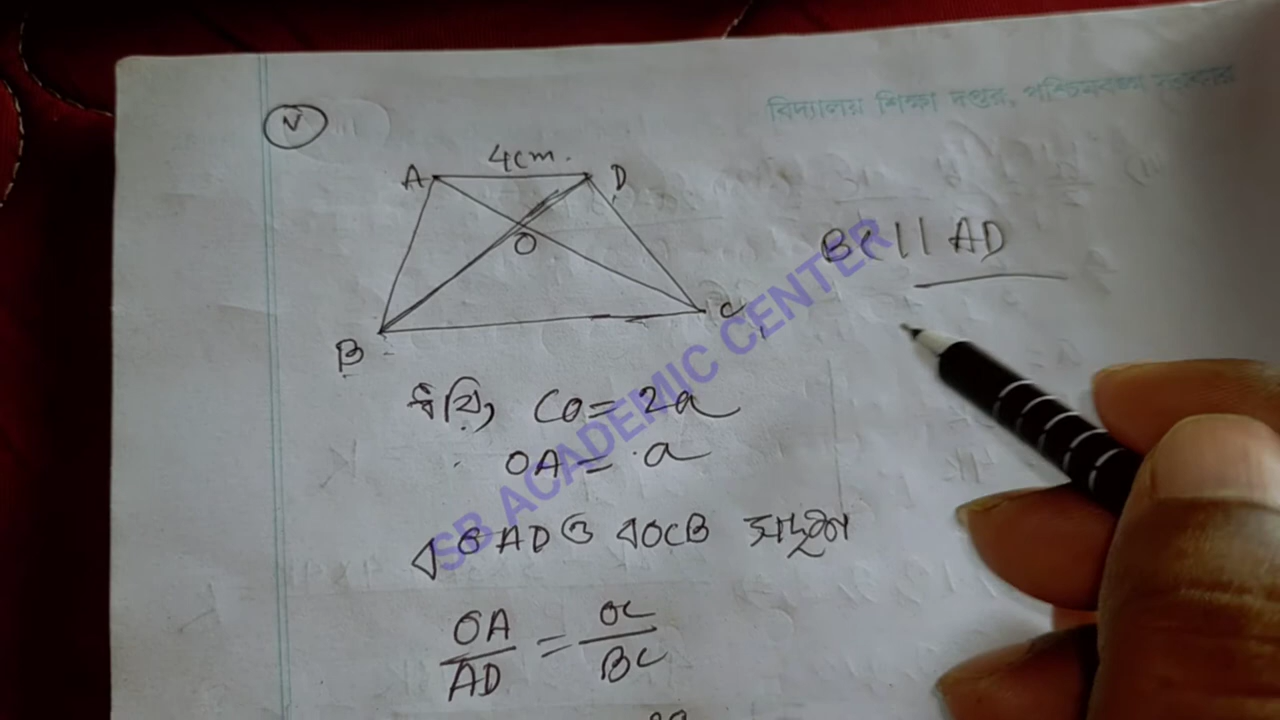 বিদ্যালয় শিক্ষা দপ্তর, পশ্চিমবঙ্গ সরকার
V
4cm.
A D
O
BC || AD
B C
ধরি, CO = 2a
OA = a
SB ACADEMIC CENTER
△OAD ও △OCB সদৃশ
OA/AD = OC/BC